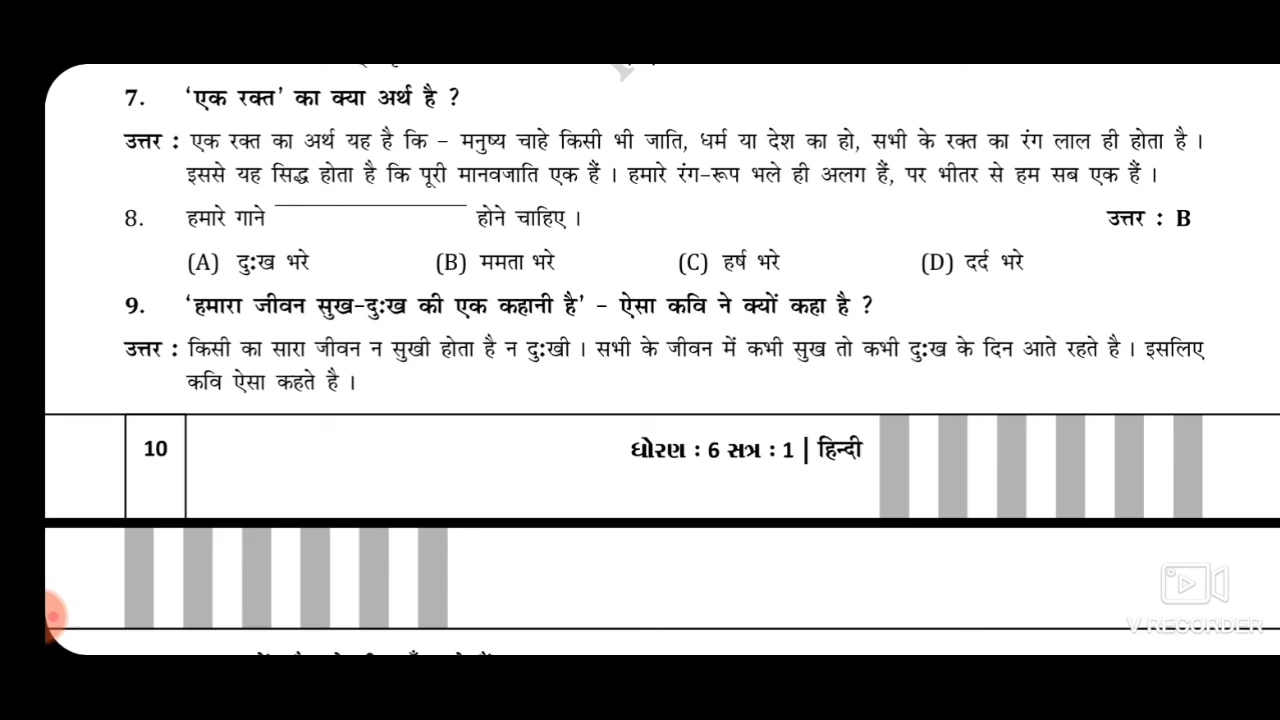 7. ‘एक रक्त’ का क्या अर्थ है ?
उत्तर : एक रक्त का अर्थ यह है कि – मनुष्य चाहे किसी भी जाति, धर्म या देश का हो, सभी के रक्त का रंग लाल ही होता है ।
इससे यह सिद्ध होता है कि पूरी मानवजाति एक हैं । हमारे रंग-रूप भले ही अलग हैं, पर भीतर से हम सब एक हैं ।
8. हमारे गाने ______ होने चाहिए । उत्तर : B
(A) दुःख भरे (B) ममता भरे (C) हर्ष भरे (D) दर्द भरे
9. ‘हमारा जीवन सुख-दुःख की एक कहानी है’ – ऐसा कवि ने क्यों कहा है ?
उत्तर : किसी का सारा जीवन न सुखी होता है न दुःखी । सभी के जीवन में कभी सुख तो कभी दुःख के दिन आते रहते है । इसलिए
कवि ऐसा कहते है ।
10 ધોરણ : 6 સત્ર : 1 | हिन्दी
V RECORDER